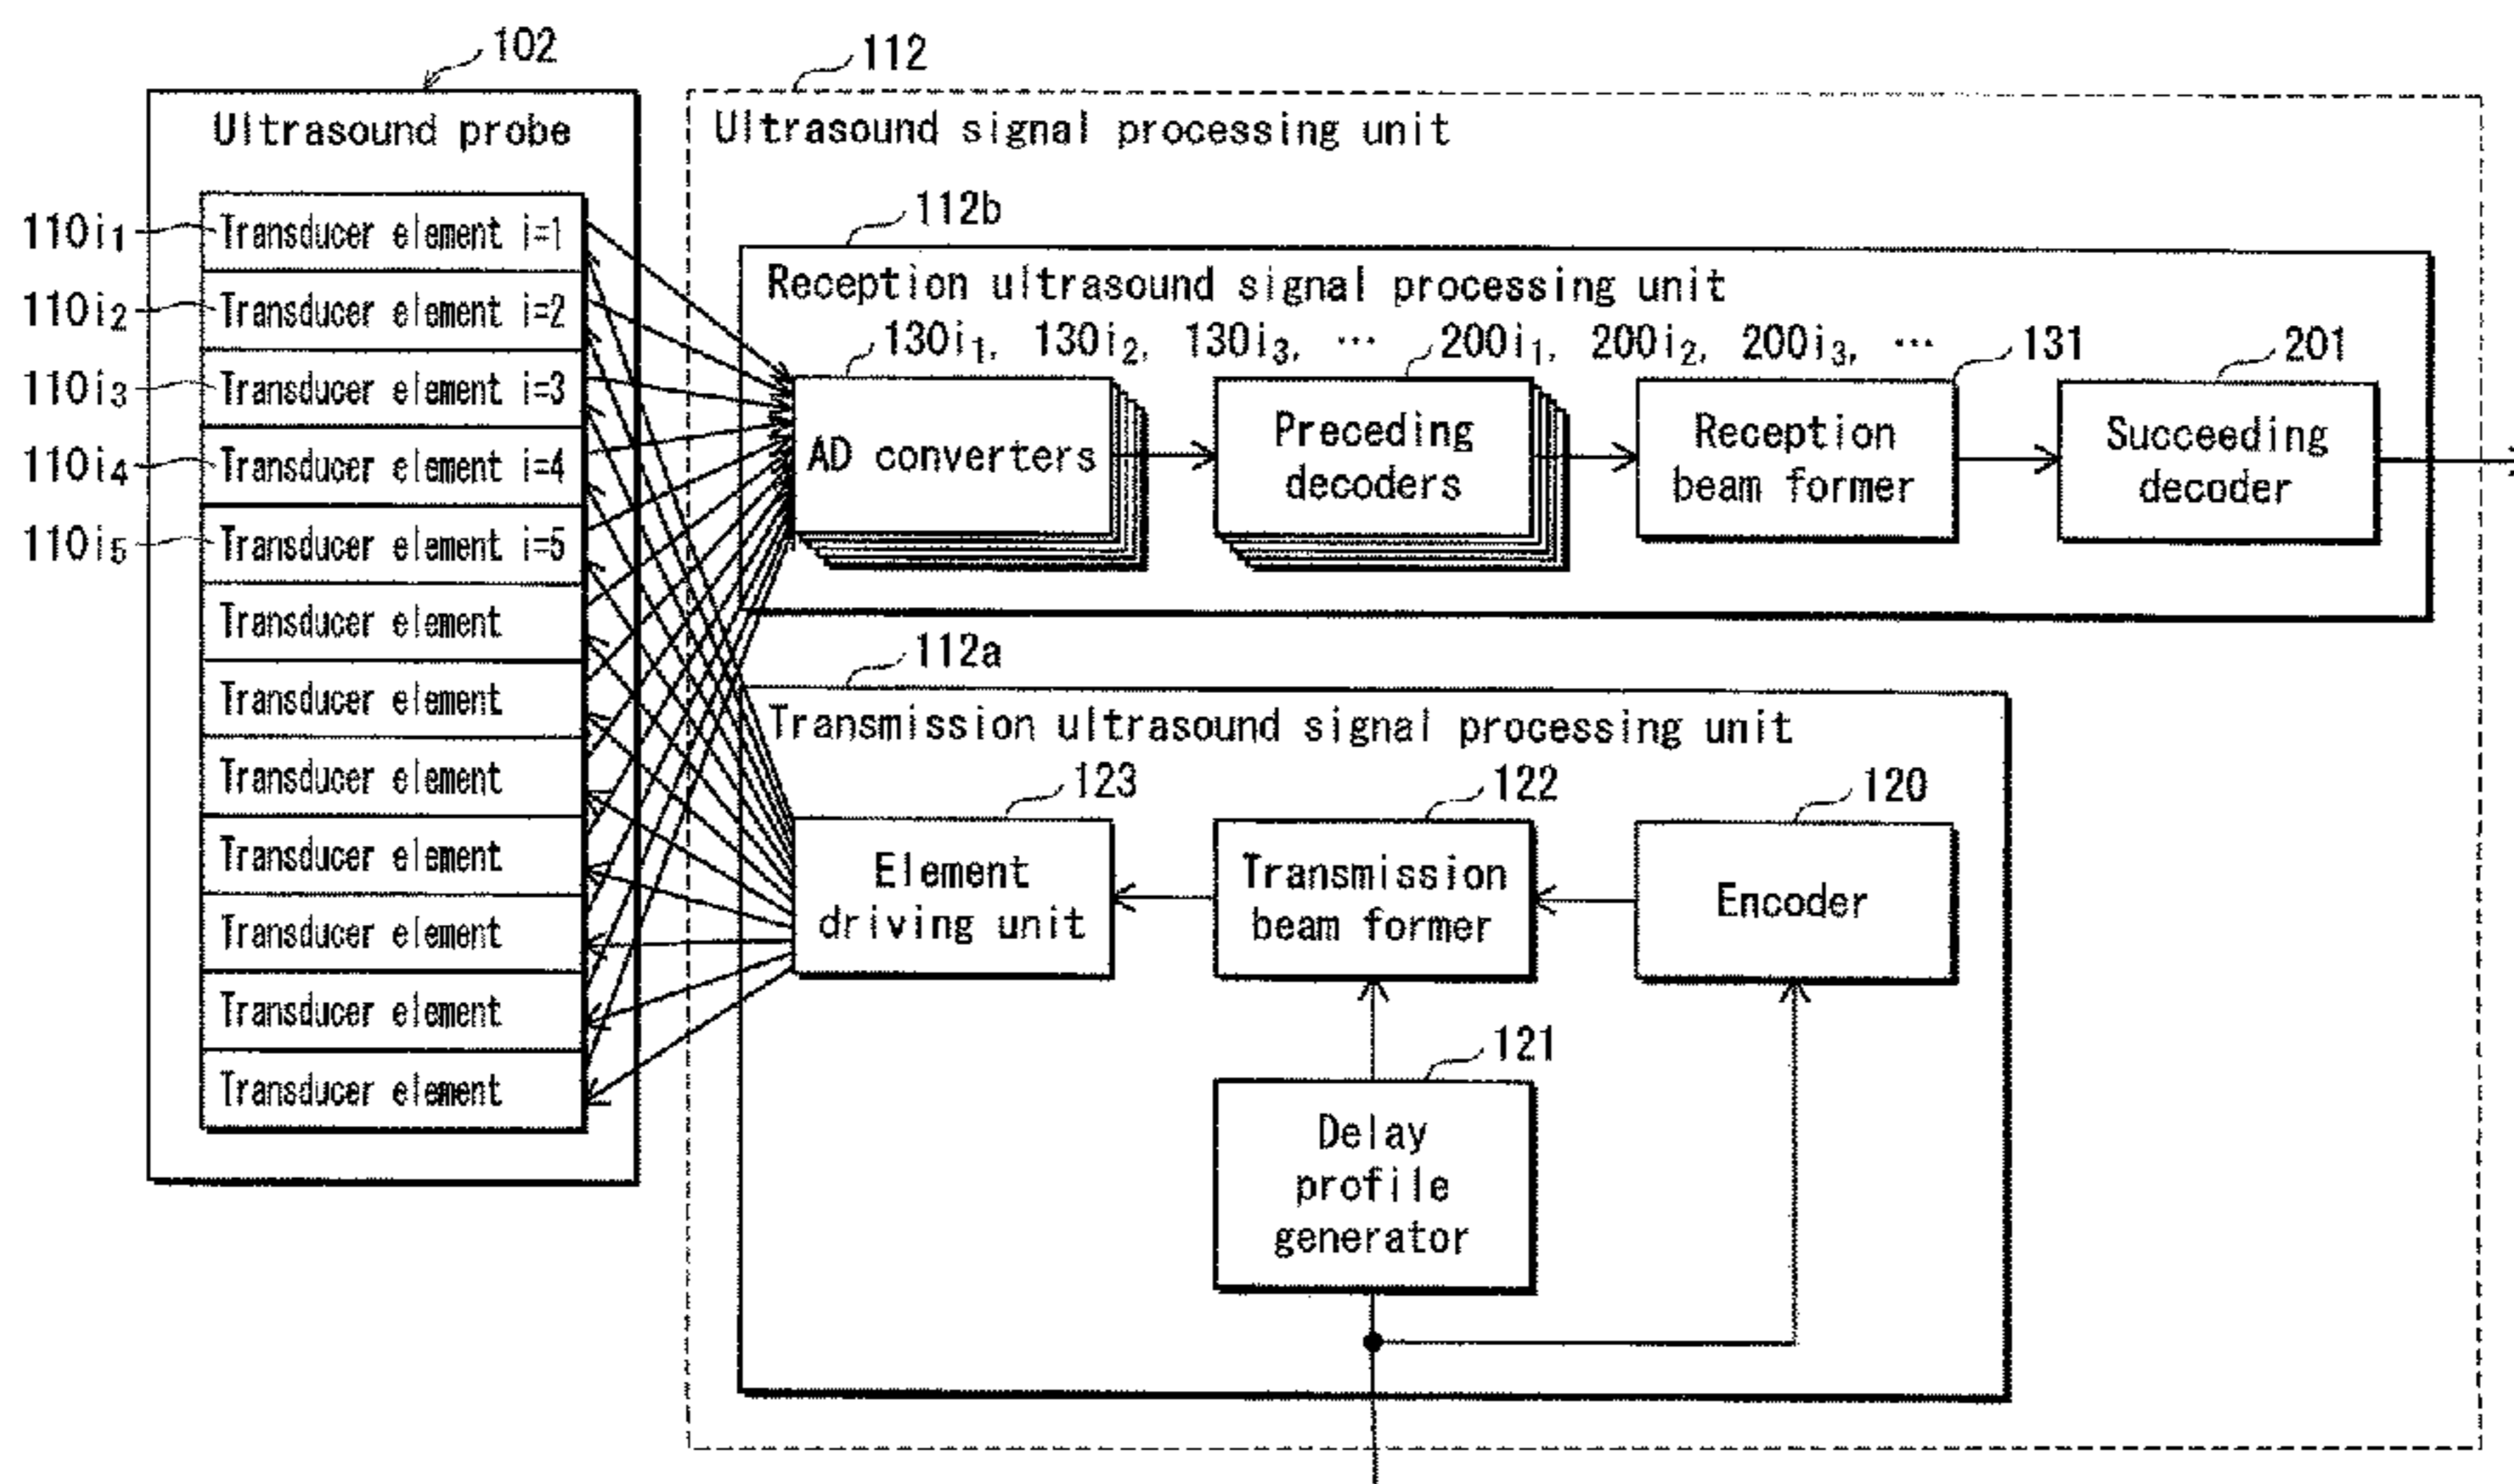 102
Ultrasound probe
110i1
Transducer element i=1
110i2
Transducer element i=2
110i3
Transducer element i=3
110i4
Transducer element i=4
110i5
Transducer element i=5
Transducer element
Transducer element
Transducer element
Transducer element
Transducer element
Transducer element
Transducer element
112
Ultrasound signal processing unit
112b
Reception ultrasound signal processing unit
130i1, 130i2, 130i3, ...
200i1, 200i2, 200i3, ...
131
201
AD converters
Preceding
decoders
Reception
beam former
Succeeding
decoder
112a
Transmission ultrasound signal processing unit
123
122
120
Element
driving unit
Transmission
beam former
Encoder
121
Delay
profile
generator